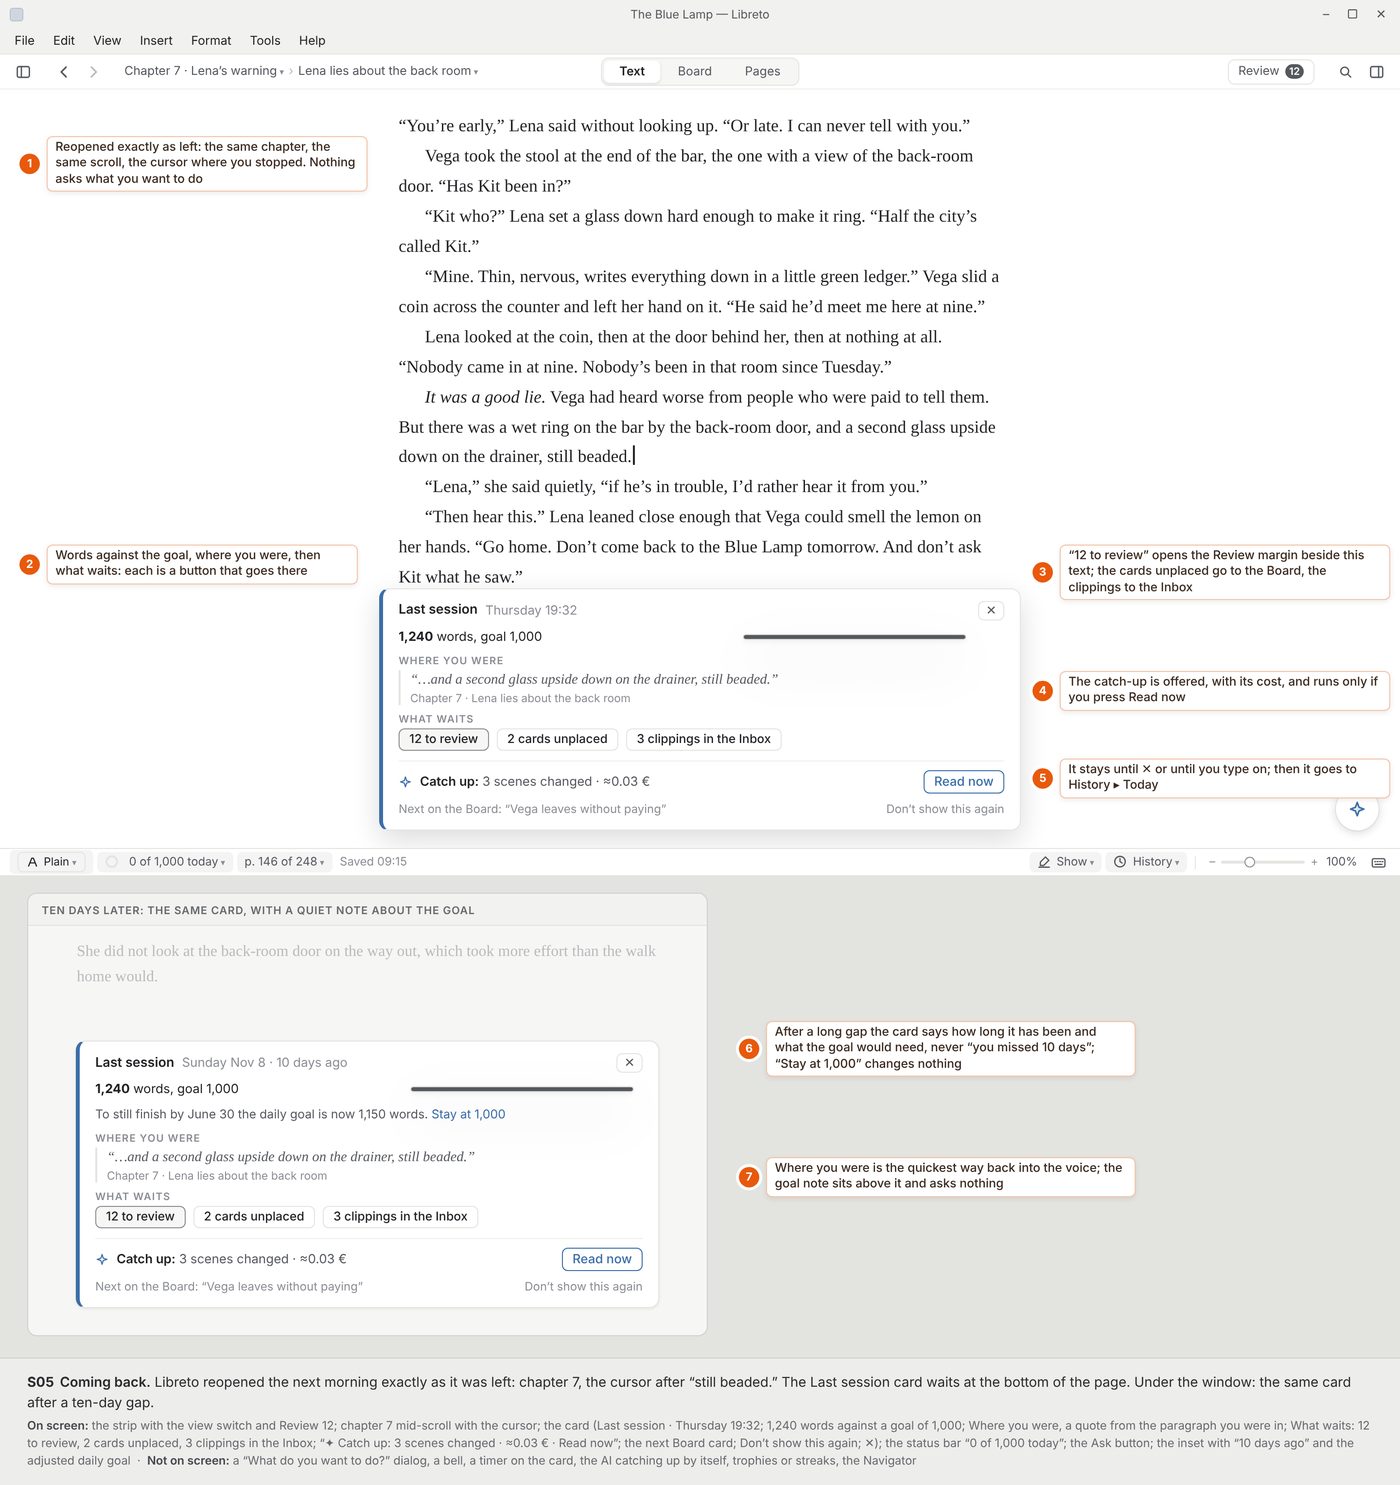 The Blue Lamp — Libreto
File Edit View Insert Format Tools Help
Chapter 7 · Lena’s warning ▾ › Lena lies about the back room ▾
Text Board Pages
Review 12
“You’re early,” Lena said without looking up. “Or late. I can never tell with you.”
Vega took the stool at the end of the bar, the one with a view of the back-room
door. “Has Kit been in?”
“Kit who?” Lena set a glass down hard enough to make it ring. “Half the city’s
called Kit.”
“Mine. Thin, nervous, writes everything down in a little green ledger.” Vega slid a
coin across the counter and left her hand on it. “He said he’d meet me here at nine.”
Lena looked at the coin, then at the door behind her, then at nothing at all.
“Nobody came in at nine. Nobody’s been in that room since Tuesday.”
It was a good lie. Vega had heard worse from people who were paid to tell them.
But there was a wet ring on the bar by the back-room door, and a second glass upside
down on the drainer, still beaded.
“Lena,” she said quietly, “if he’s in trouble, I’d rather hear it from you.”
“Then hear this.” Lena leaned close enough that Vega could smell the lemon on
her hands. “Go home. Don’t come back to the Blue Lamp tomorrow. And don’t ask
Kit what he saw.”
1
Reopened exactly as left: the same chapter, the
same scroll, the cursor where you stopped. Nothing
asks what you want to do
2
Words against the goal, where you were, then
what waits: each is a button that goes there
3
“12 to review” opens the Review margin beside this
text; the cards unplaced go to the Board, the
clippings to the Inbox
4
The catch-up is offered, with its cost, and runs only if
you press Read now
5
It stays until ✕ or until you type on; then it goes to
History ▸ Today
Last session Thursday 19:32 ✕
1,240 words, goal 1,000
WHERE YOU WERE
“…and a second glass upside down on the drainer, still beaded.”
Chapter 7 · Lena lies about the back room
WHAT WAITS
12 to review 2 cards unplaced 3 clippings in the Inbox
Catch up: 3 scenes changed · ≈0.03 € Read now
Next on the Board: “Vega leaves without paying” Don’t show this again
A Plain ▾ 0 of 1,000 today ▾ p. 146 of 248 ▾ Saved 09:15
Show ▾ History ▾ − + 100%
TEN DAYS LATER: THE SAME CARD, WITH A QUIET NOTE ABOUT THE GOAL
She did not look at the back-room door on the way out, which took more effort than the walk
home would.
Last session Sunday Nov 8 · 10 days ago ✕
1,240 words, goal 1,000
To still finish by June 30 the daily goal is now 1,150 words. Stay at 1,000
WHERE YOU WERE
“…and a second glass upside down on the drainer, still beaded.”
Chapter 7 · Lena lies about the back room
WHAT WAITS
12 to review 2 cards unplaced 3 clippings in the Inbox
Catch up: 3 scenes changed · ≈0.03 € Read now
Next on the Board: “Vega leaves without paying” Don’t show this again
6
After a long gap the card says how long it has been and
what the goal would need, never “you missed 10 days”;
“Stay at 1,000” changes nothing
7
Where you were is the quickest way back into the voice; the
goal note sits above it and asks nothing
S05 Coming back. Libreto reopened the next morning exactly as it was left: chapter 7, the cursor after “still beaded.” The Last session card waits at the bottom of the page. Under the window: the same card
after a ten-day gap.
On screen: the strip with the view switch and Review 12; chapter 7 mid-scroll with the cursor; the card (Last session · Thursday 19:32; 1,240 words against a goal of 1,000; Where you were, a quote from the paragraph you were in; What waits: 12
to review, 2 cards unplaced, 3 clippings in the Inbox; “✦ Catch up: 3 scenes changed · ≈0.03 € · Read now”; the next Board card; Don’t show this again; ✕); the status bar “0 of 1,000 today”; the Ask button; the inset with “10 days ago” and the
adjusted daily goal · Not on screen: a “What do you want to do?” dialog, a bell, a timer on the card, the AI catching up by itself, trophies or streaks, the Navigator